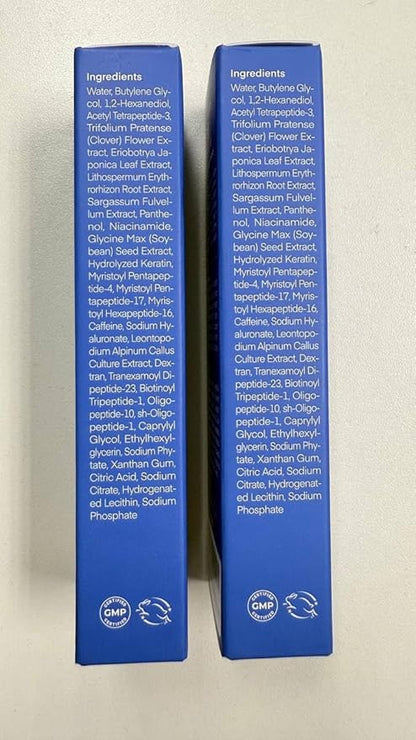 Ingredients
Water, Butylene Gly-
col, 1,2-Hexanediol,
Acetyl Tetrapeptide-3,
Trifolium Pratense
(Clover) Flower Ex-
tract, Eriobotrya Ja-
ponica Leaf Extract,
Lithospermum Eryth-
rorhizon Root Extract,
Sargassum Fulvel-
lum Extract, Panthe-
nol, Niacinamide,
Glycine Max (Soy-
bean) Seed Extract,
Hydrolyzed Keratin,
Myristoyl Pentapep-
tide-4, Myristoyl Pen-
tapeptide-17, Myris-
toyl Hexapeptide-16,
Caffeine, Sodium Hy-
aluronate, Leontopo-
dium Alpinum Callus
Culture Extract, Dex-
tran, Tranexamoyl Di-
peptide-23, Biotinoyl
Tripeptide-1, Oligo-
peptide-10, sh-Oligo-
peptide-1, Caprylyl
Glycol, Ethylhexyl-
glycerin, Sodium Phy-
tate, Xanthan Gum,
Citric Acid, Sodium
Citrate, Hydrogenat-
ed Lecithin, Sodium
Phosphate
CERTIFIED
GMP
CERTIFIED
Ingredients
Water, Butylene Gly-
col, 1,2-Hexanediol,
Acetyl Tetrapeptide-3,
Trifolium Pratense
(Clover) Flower Ex-
tract, Eriobotrya Ja-
ponica Leaf Extract,
Lithospermum Eryth-
rorhizon Root Extract,
Sargassum Fulvel-
lum Extract, Panthe-
nol, Niacinamide,
Glycine Max (Soy-
bean) Seed Extract,
Hydrolyzed Keratin,
Myristoyl Pentapep-
tide-4, Myristoyl Pen-
tapeptide-17, Myris-
toyl Hexapeptide-16,
Caffeine, Sodium Hy-
aluronate, Leontopo-
dium Alpinum Callus
Culture Extract, Dex-
tran, Tranexamoyl Di-
peptide-23, Biotinoyl
Tripeptide-1, Oligo-
peptide-10, sh-Oligo-
peptide-1, Caprylyl
Glycol, Ethylhexyl-
glycerin, Sodium Phy-
tate, Xanthan Gum,
Citric Acid, Sodium
Citrate, Hydrogenat-
ed Lecithin, Sodium
Phosphate
CERTIFIED
GMP
CERTIFIED